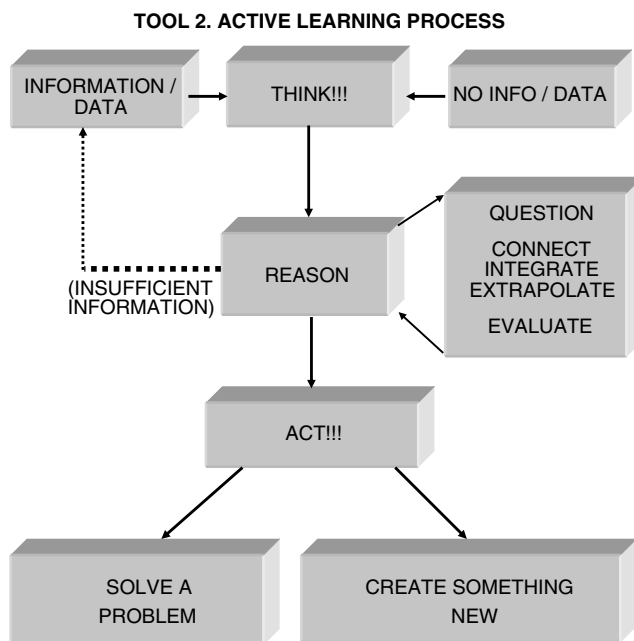 TOOL 2. ACTIVE LEARNING PROCESS
INFORMATION /
DATA
THINK!!!
NO INFO / DATA
QUESTION
CONNECT
INTEGRATE
EXTRAPOLATE
EVALUATE
REASON
(INSUFFICIENT
INFORMATION)
ACT!!!
SOLVE A
PROBLEM
CREATE SOMETHING
NEW